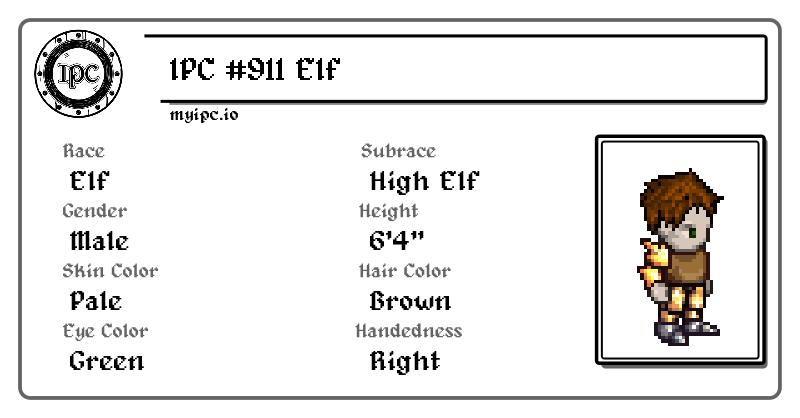 IPC
IPC #911 Elf
myipc.io
Race
Elf
Subrace
High Elf
Gender
Male
Height
6'4"
Skin Color
Pale
Hair Color
Brown
Eye Color
Green
Handedness
Right